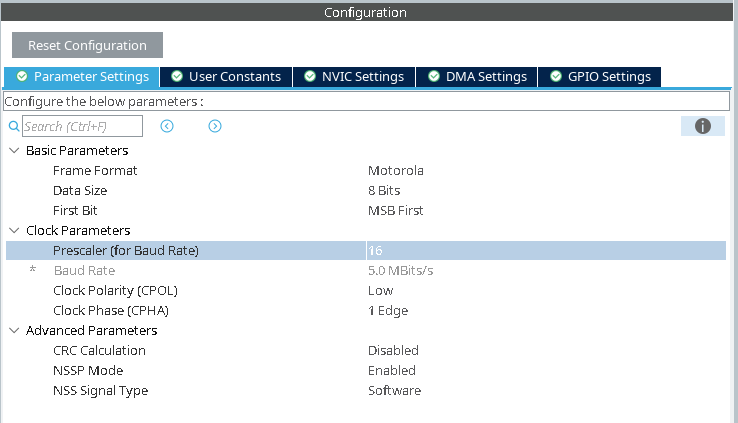 Configuration
Reset Configuration
Parameter Settings User Constants NVIC Settings DMA Settings GPIO Settings
Configure the below parameters :
Search (Ctrl+F)
Basic Parameters
Frame Format Motorola
Data Size 8 Bits
First Bit MSB First
Clock Parameters
Prescaler (for Baud Rate) 16
* Baud Rate 5.0 MBits/s
Clock Polarity (CPOL) Low
Clock Phase (CPHA) 1 Edge
Advanced Parameters
CRC Calculation Disabled
NSSP Mode Enabled
NSS Signal Type Software